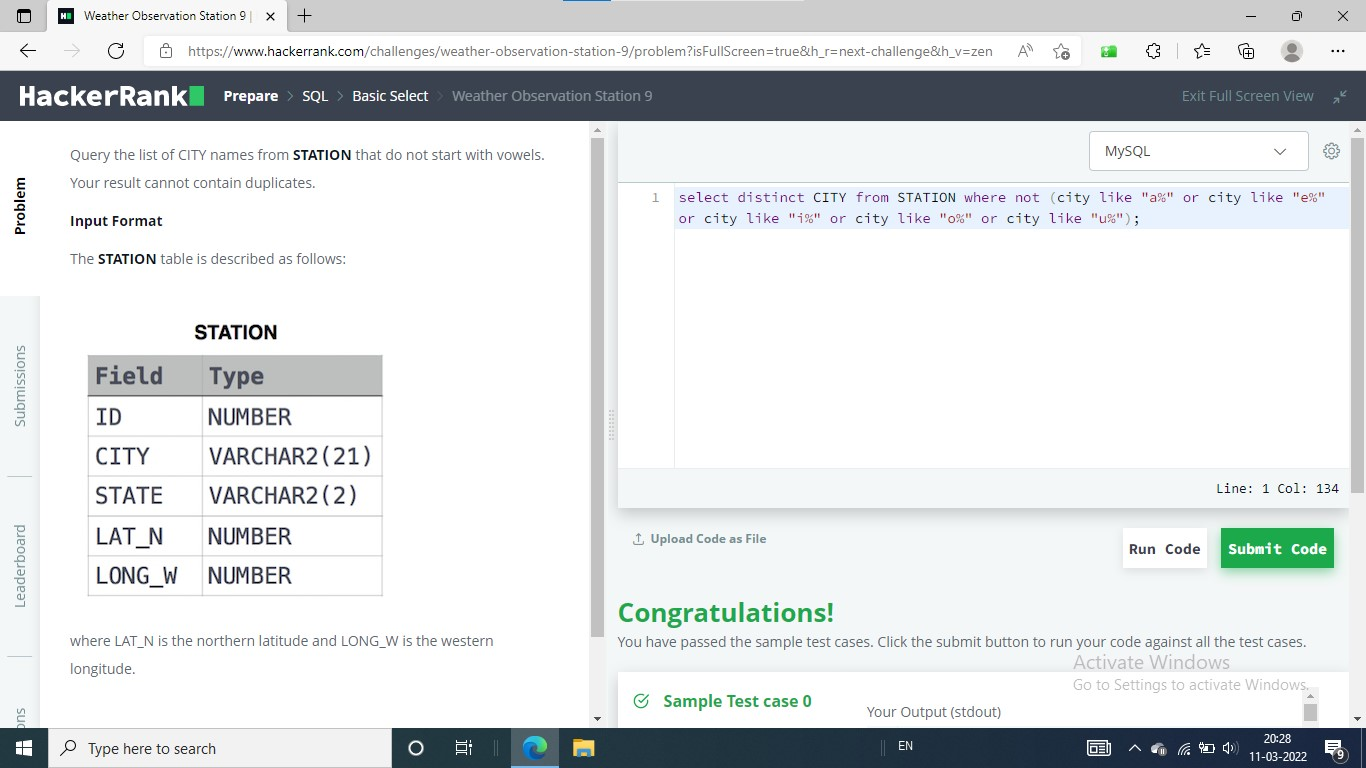 Weather Observation Station 9 |
https://www.hackerrank.com/challenges/weather-observation-station-9/problem?isFullScreen=true&h_r=next-challenge&h_v=zen
HackerRank
Prepare > SQL > Basic Select > Weather Observation Station 9
Exit Full Screen View
Problem
Submissions
Leaderboard
Query the list of CITY names from STATION that do not start with vowels.
Your result cannot contain duplicates.
Input Format
The STATION table is described as follows:
STATION
Field Type
ID NUMBER
CITY VARCHAR2(21)
STATE VARCHAR2(2)
LAT_N NUMBER
LONG_W NUMBER
where LAT_N is the northern latitude and LONG_W is the western
longitude.
MySQL
1 select distinct CITY from STATION where not (city like "a%" or city like "e%"
or city like "i%" or city like "o%" or city like "u%");
Line: 1 Col: 134
Upload Code as File
Run Code
Submit Code
Congratulations!
You have passed the sample test cases. Click the submit button to run your code against all the test cases.
Activate Windows
Go to Settings to activate Windows.
Sample Test case 0
Your Output (stdout)
Type here to search
EN
20:28
11-03-2022
9